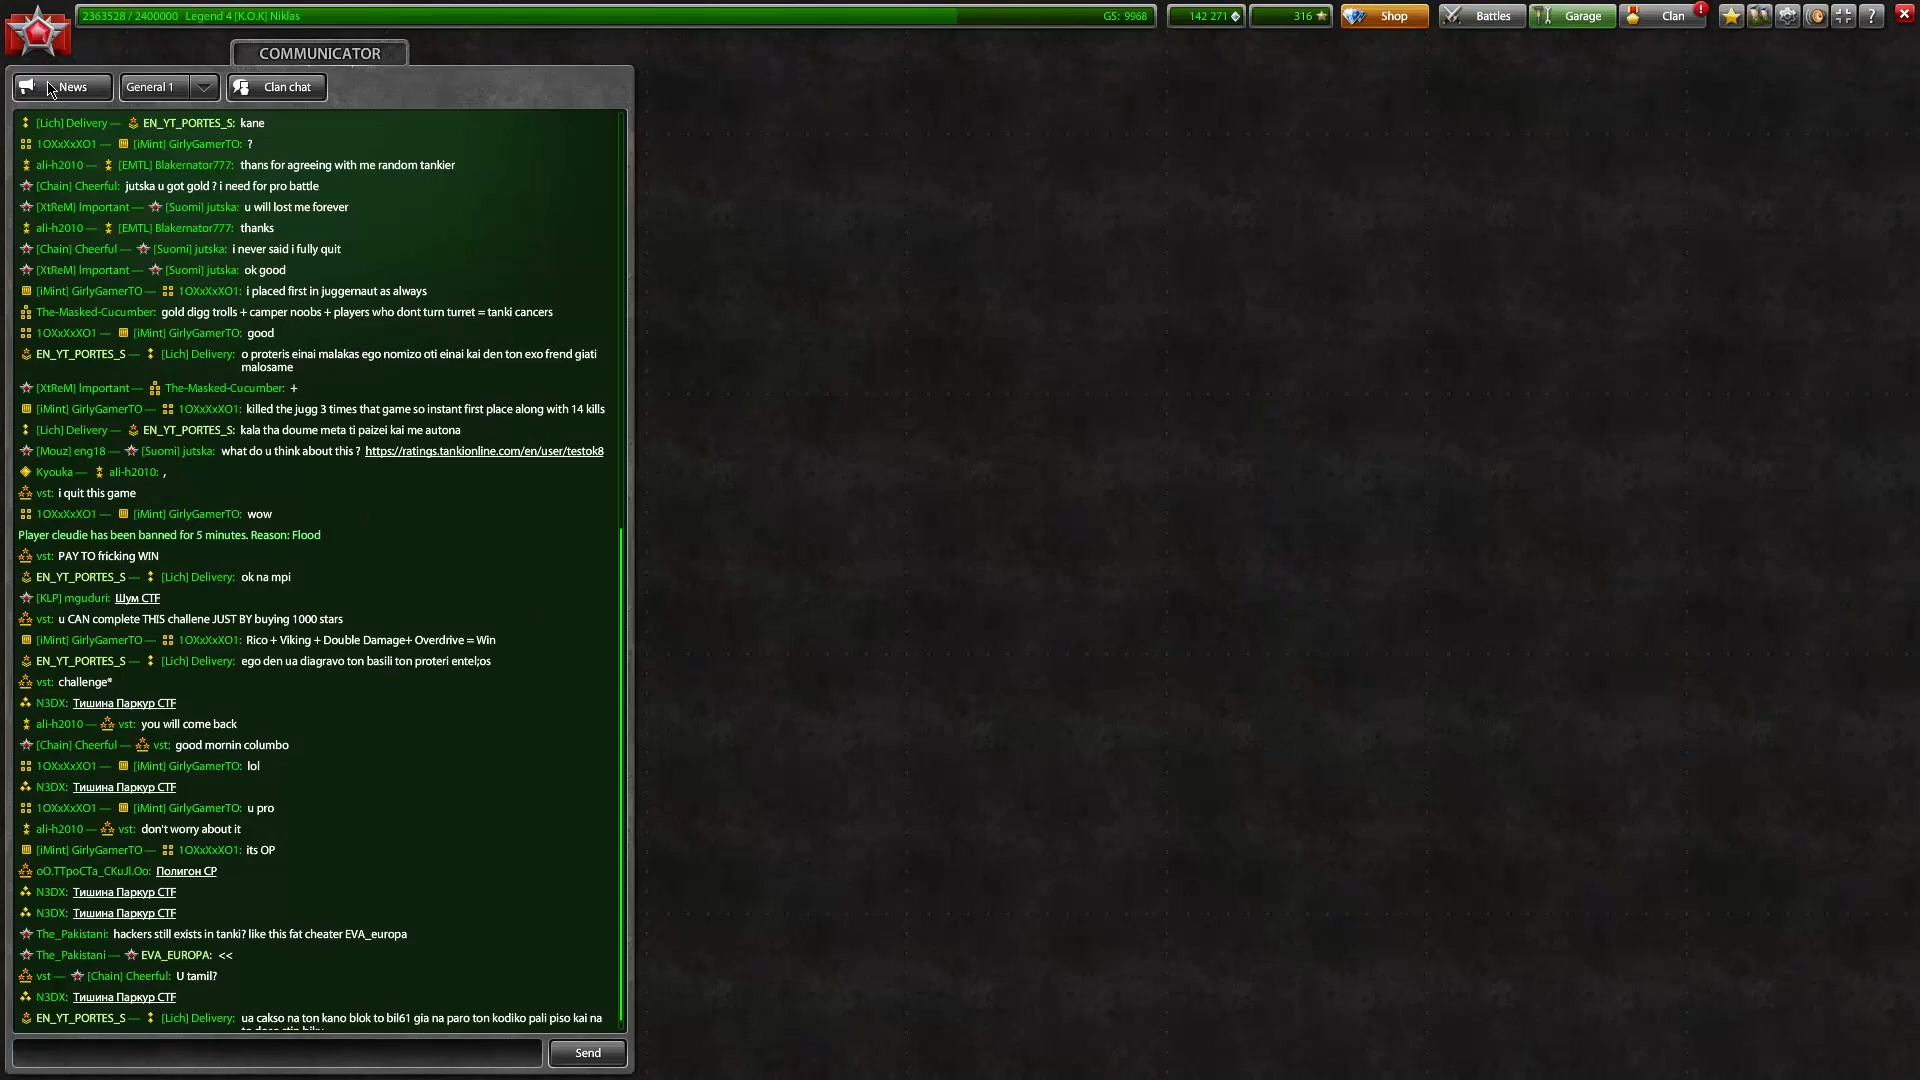 2363528 / 2400000 Legend 4 [K.O.K] Niklas GS: 9968 142 271 316 Shop Battles Garage Clan
COMMUNICATOR
News General 1 Clan chat
[Lich] Delivery — EN_YT_PORTES_S: kane
1OXxXxXO1 — [iMint] GirlyGamerTO: ?
ali-h2010 — [EMTL] Blakernator777: thans for agreeing with me random tankier
[Chain] Cheerful: jutska u got gold ? i need for pro battle
[XtReM] lmportant — [Suomi] jutska: u will lost me forever
ali-h2010 — [EMTL] Blakernator777: thanks
[Chain] Cheerful — [Suomi] jutska: i never said i fully quit
[XtReM] lmportant — [Suomi] jutska: ok good
[iMint] GirlyGamerTO — 1OXxXxXO1: i placed first in juggernaut as always
The-Masked-Cucumber: gold digg trolls + camper noobs + players who dont turn turret = tanki cancers
1OXxXxXO1 — [iMint] GirlyGamerTO: good
EN_YT_PORTES_S — [Lich] Delivery: o proteris einai malakas ego nomizo oti einai kai den ton exo frend giati
malosame
[XtReM] lmportant — The-Masked-Cucumber: +
[iMint] GirlyGamerTO — 1OXxXxXO1: killed the jugg 3 times that game so instant first place along with 14 kills
[Lich] Delivery — EN_YT_PORTES_S: kala tha doume meta ti paizei kai me autona
[Mouz] eng18 — [Suomi] jutska: what do u think about this ? https://ratings.tankionline.com/en/user/testok8
Kyouka — ali-h2010: ,
vst: i quit this game
1OXxXxXO1 — [iMint] GirlyGamerTO: wow
Player cleudie has been banned for 5 minutes. Reason: Flood
vst: PAY TO fricking WIN
EN_YT_PORTES_S — [Lich] Delivery: ok na mpi
[KLP] mguduri: Шум CTF
vst: u CAN complete THIS challene JUST BY buying 1000 stars
[iMint] GirlyGamerTO — 1OXxXxXO1: Rico + Viking + Double Damage+ Overdrive = Win
EN_YT_PORTES_S — [Lich] Delivery: ego den ua diagravo ton basili ton proteri entel;os
vst: challenge*
N3DX: Тишина Паркур CTF
ali-h2010 — vst: you will come back
[Chain] Cheerful — vst: good mornin columbo
1OXxXxXO1 — [iMint] GirlyGamerTO: lol
N3DX: Тишина Паркур CTF
1OXxXxXO1 — [iMint] GirlyGamerTO: u pro
ali-h2010 — vst: don't worry about it
[iMint] GirlyGamerTO — 1OXxXxXO1: its OP
oO.TTpoCTa_CKuJl.Oo: Полигон CP
N3DX: Тишина Паркур CTF
N3DX: Тишина Паркур CTF
The_Pakistani: hackers still exists in tanki? like this fat cheater EVA_europa
The_Pakistani — EVA_EUROPA: <<
vst — [Chain] Cheerful: U tamil?
N3DX: Тишина Паркур CTF
EN_YT_PORTES_S — [Lich] Delivery: ua cakso na ton kano blok to bil61 gia na paro ton kodiko pali piso kai na
Send